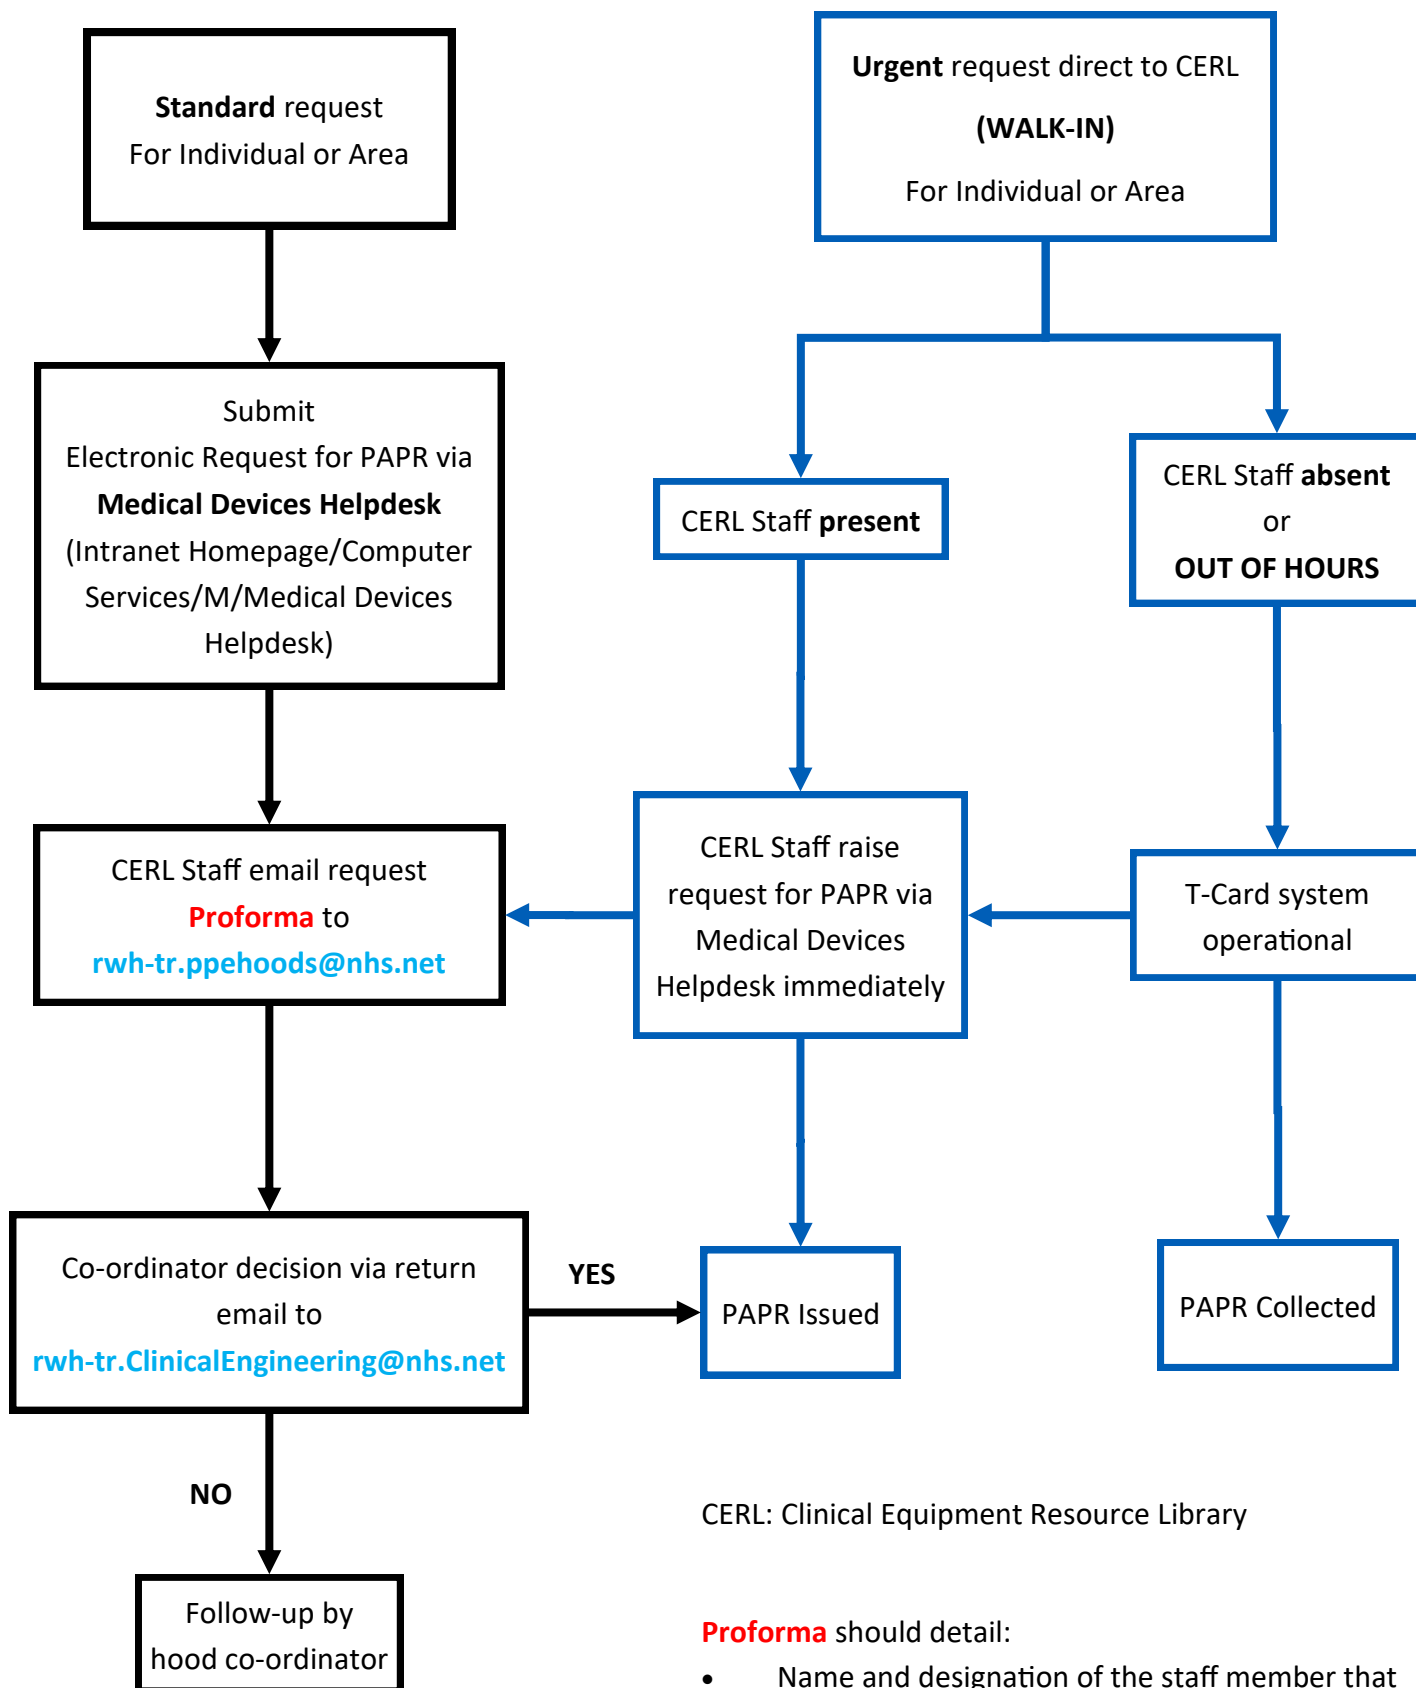 Standard request
For Individual or Area
Urgent request direct to CERL
(WALK-IN)
For Individual or Area
Submit
Electronic Request for PAPR via
Medical Devices Helpdesk
(Intranet Homepage/Computer
Services/M/Medical Devices
Helpdesk)
CERL Staff present
CERL Staff absent
or
OUT OF HOURS
CERL Staff email request
Proforma to
rwh-tr.ppehoods@nhs.net
CERL Staff raise
request for PAPR via
Medical Devices
Helpdesk immediately
T-Card system
operational
Co-ordinator decision via return
email to
rwh-tr.ClinicalEngineering@nhs.net
YES
PAPR Issued
PAPR Collected
NO
Follow-up by
hood co-ordinator
CERL: Clinical Equipment Resource Library
Proforma should detail:
• Name and designation of the staff member that